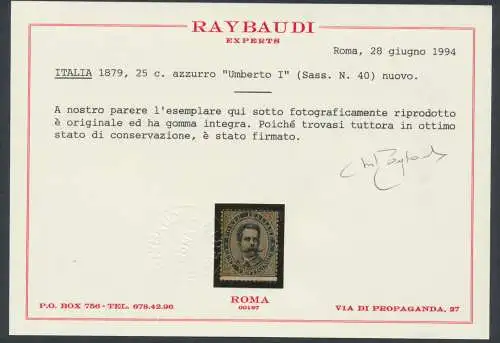 RAYBAUDI
EXPERTS
Roma, 28 giugno 1994
ITALIA 1879, 25 c. azzurro "Umberto I" (Sass. N. 40) nuovo.
A nostro parere l'esemplare qui sotto fotograficamente riprodotto
è originale ed ha gomma integra. Poiché trovasi tuttora in ottimo
stato di conservazione, è stato firmato.
ROMA
00187
P.O. BOX 756 - TEL. 678.42.96
VIA DI PROPAGANDA, 27